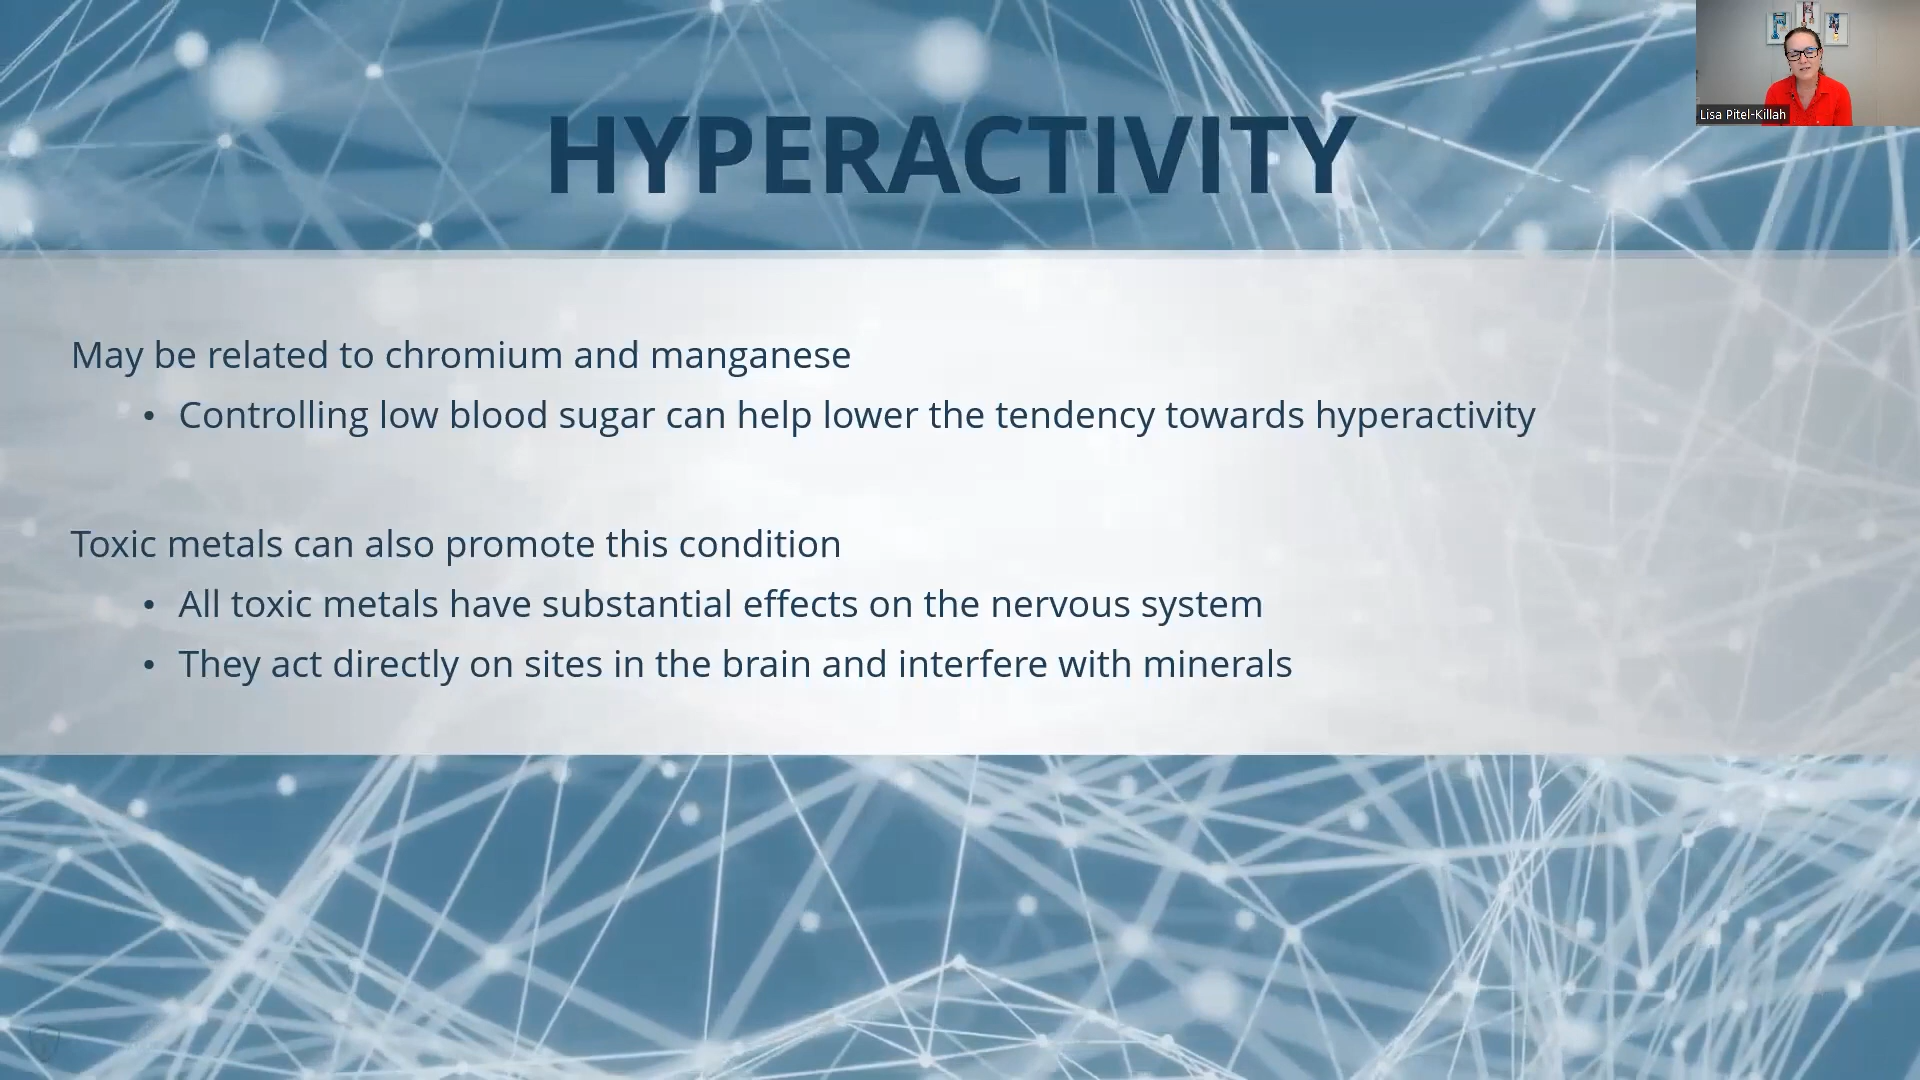 Lisa Pitel-Killah
HYPERACTIVITY
May be related to chromium and manganese
• Controlling low blood sugar can help lower the tendency towards hyperactivity
Toxic metals can also promote this condition
• All toxic metals have substantial effects on the nervous system
• They act directly on sites in the brain and interfere with minerals